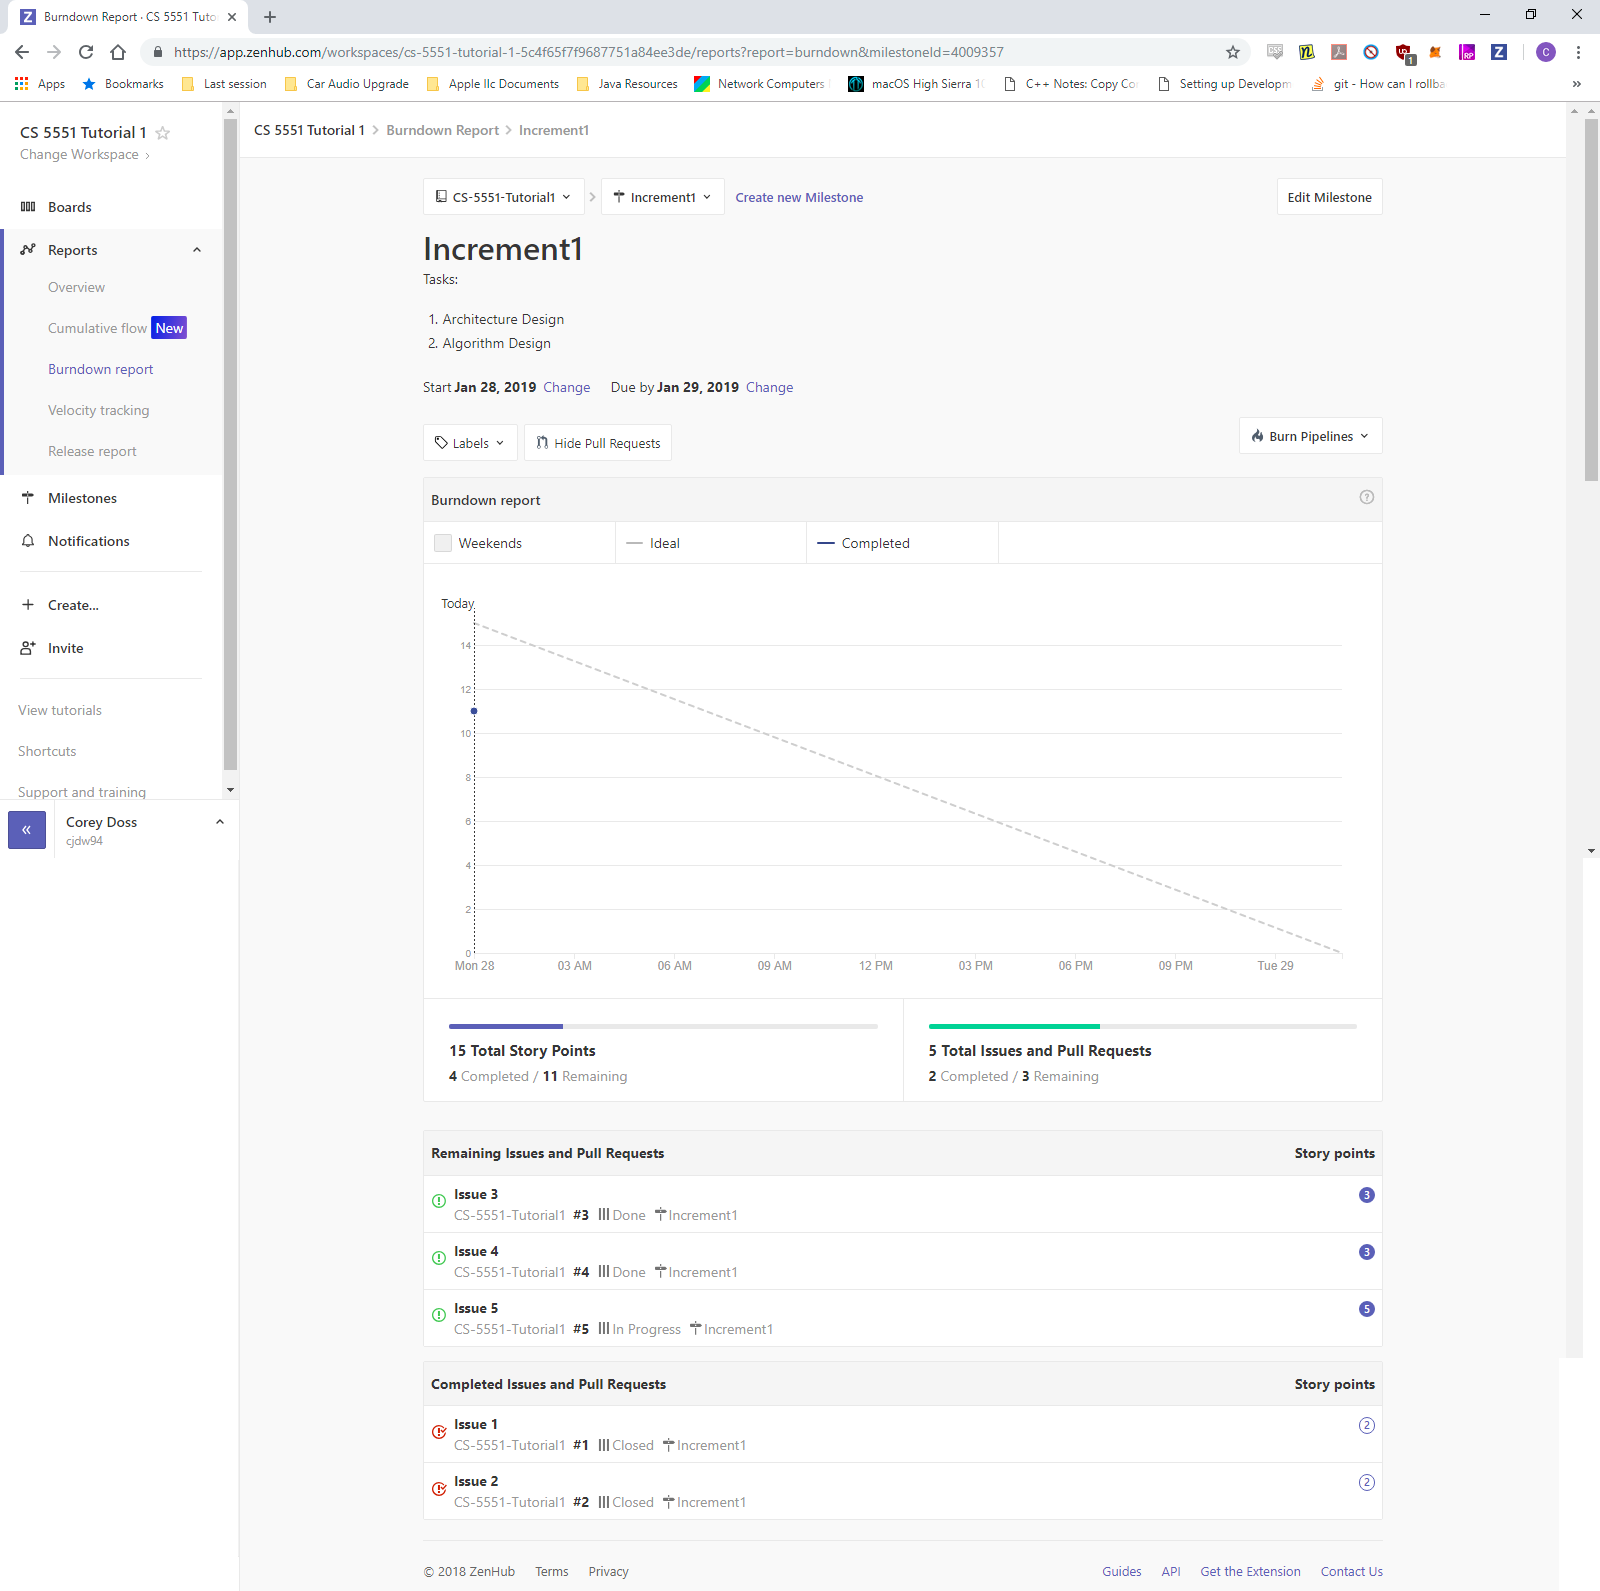 Burndown Report · CS 5551 Tuto
https://app.zenhub.com/workspaces/cs-5551-tutorial-1-5c4f65f7f9687751a84ee3de/reports?report=burndown&milestoneId=4009357
Apps Bookmarks Last session Car Audio Upgrade Apple IIc Documents Java Resources Network Computers macOS High Sierra 10 C++ Notes: Copy Cor Setting up Developm git - How can I rollba
CS 5551 Tutorial 1
Change Workspace
Boards
Reports
Overview
Cumulative flow New
Burndown report
Velocity tracking
Release report
Milestones
Notifications
Create...
Invite
View tutorials
Shortcuts
Support and training
Corey Doss
cjdw94
CS 5551 Tutorial 1 > Burndown Report > Increment1
CS-5551-Tutorial1 > Increment1 Create new Milestone Edit Milestone
Increment1
Tasks:
1. Architecture Design
2. Algorithm Design
Start Jan 28, 2019 Change Due by Jan 29, 2019 Change
Labels Hide Pull Requests Burn Pipelines
Burndown report
Weekends Ideal Completed
Today
14
12
10
8
6
4
2
0
Mon 28 03 AM 06 AM 09 AM 12 PM 03 PM 06 PM 09 PM Tue 29
15 Total Story Points
4 Completed / 11 Remaining
5 Total Issues and Pull Requests
2 Completed / 3 Remaining
Remaining Issues and Pull Requests Story points
Issue 3 3
CS-5551-Tutorial1 #3 Done Increment1
Issue 4 3
CS-5551-Tutorial1 #4 Done Increment1
Issue 5 5
CS-5551-Tutorial1 #5 In Progress Increment1
Completed Issues and Pull Requests Story points
Issue 1 2
CS-5551-Tutorial1 #1 Closed Increment1
Issue 2 2
CS-5551-Tutorial1 #2 Closed Increment1
© 2018 ZenHub Terms Privacy Guides API Get the Extension Contact Us